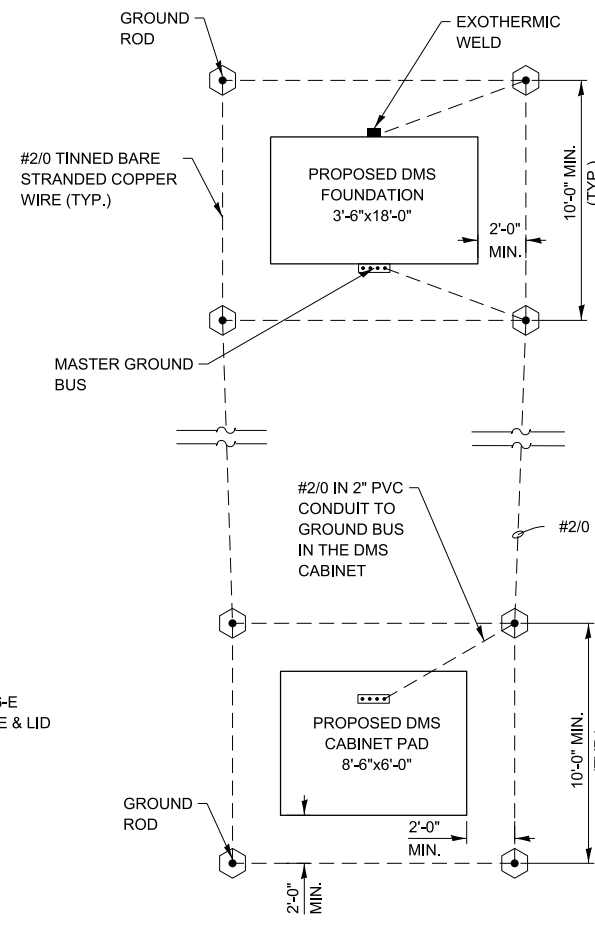 GROUND
ROD
EXOTHERMIC
WELD
#2/0 TINNED BARE
STRANDED COPPER
WIRE (TYP.)
PROPOSED DMS
FOUNDATION
3'-6"x18'-0"
2'-0"
MIN.
10'-0" MIN.
(TYP.)
MASTER GROUND
BUS
#2/0 IN 2" PVC
CONDUIT TO
GROUND BUS
IN THE DMS
CABINET
#2/0
E & LID
PROPOSED DMS
CABINET PAD
8'-6"x6'-0"
10'-0" MIN.
GROUND
ROD
2'-0"
MIN.
2'-0"
MIN.